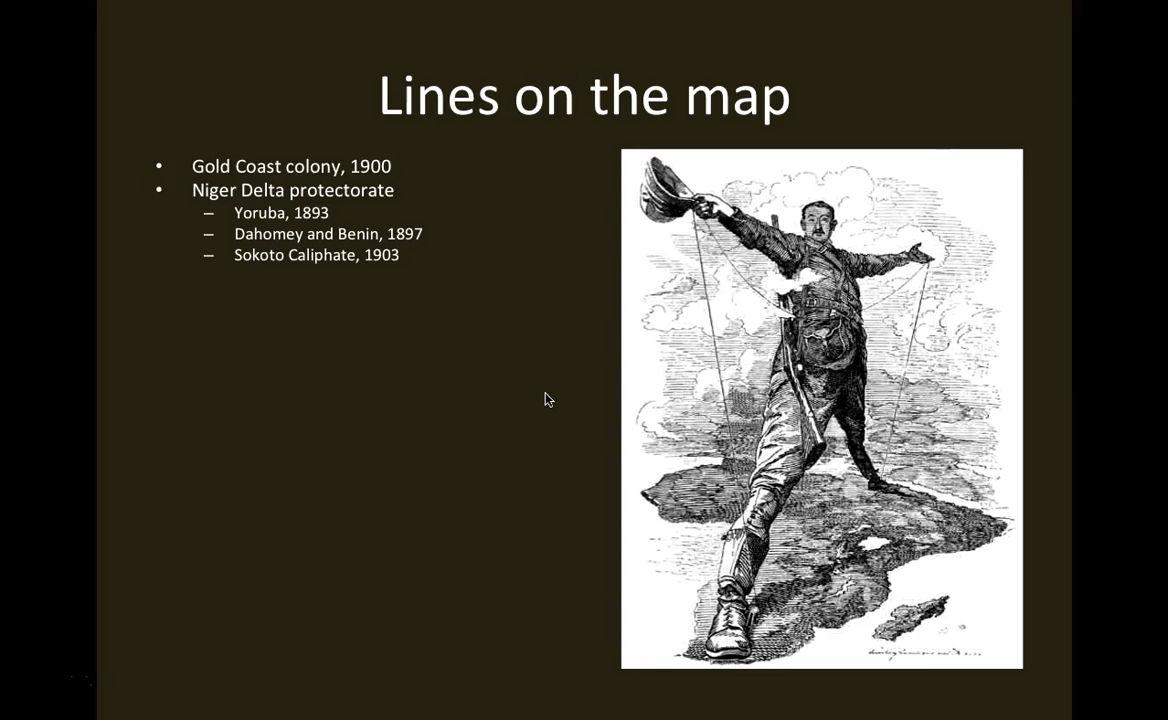 Lines on the map
• Gold Coast colony, 1900
• Niger Delta protectorate
– Yoruba, 1893
– Dahomey and Benin, 1897
– Sokoto Caliphate, 1903